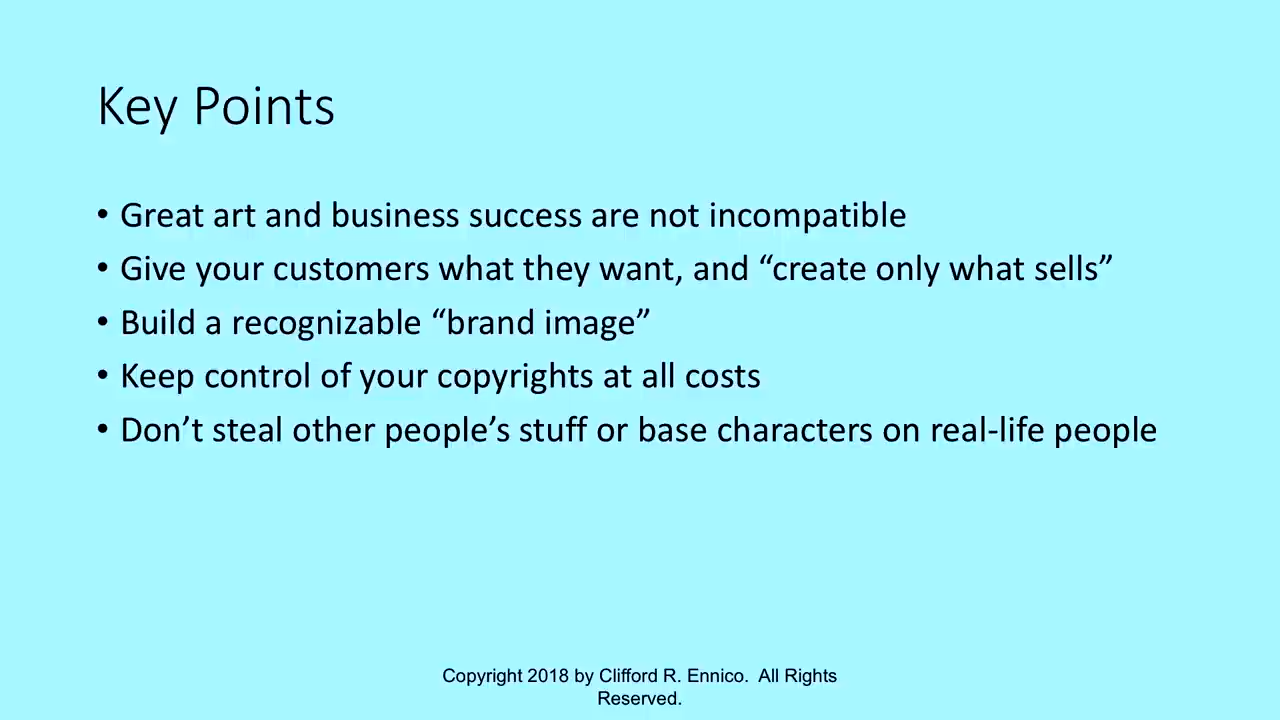 Key Points
• Great art and business success are not incompatible
• Give your customers what they want, and “create only what sells”
• Build a recognizable “brand image”
• Keep control of your copyrights at all costs
• Don’t steal other people’s stuff or base characters on real-life people
Copyright 2018 by Clifford R. Ennico.  All Rights
Reserved.